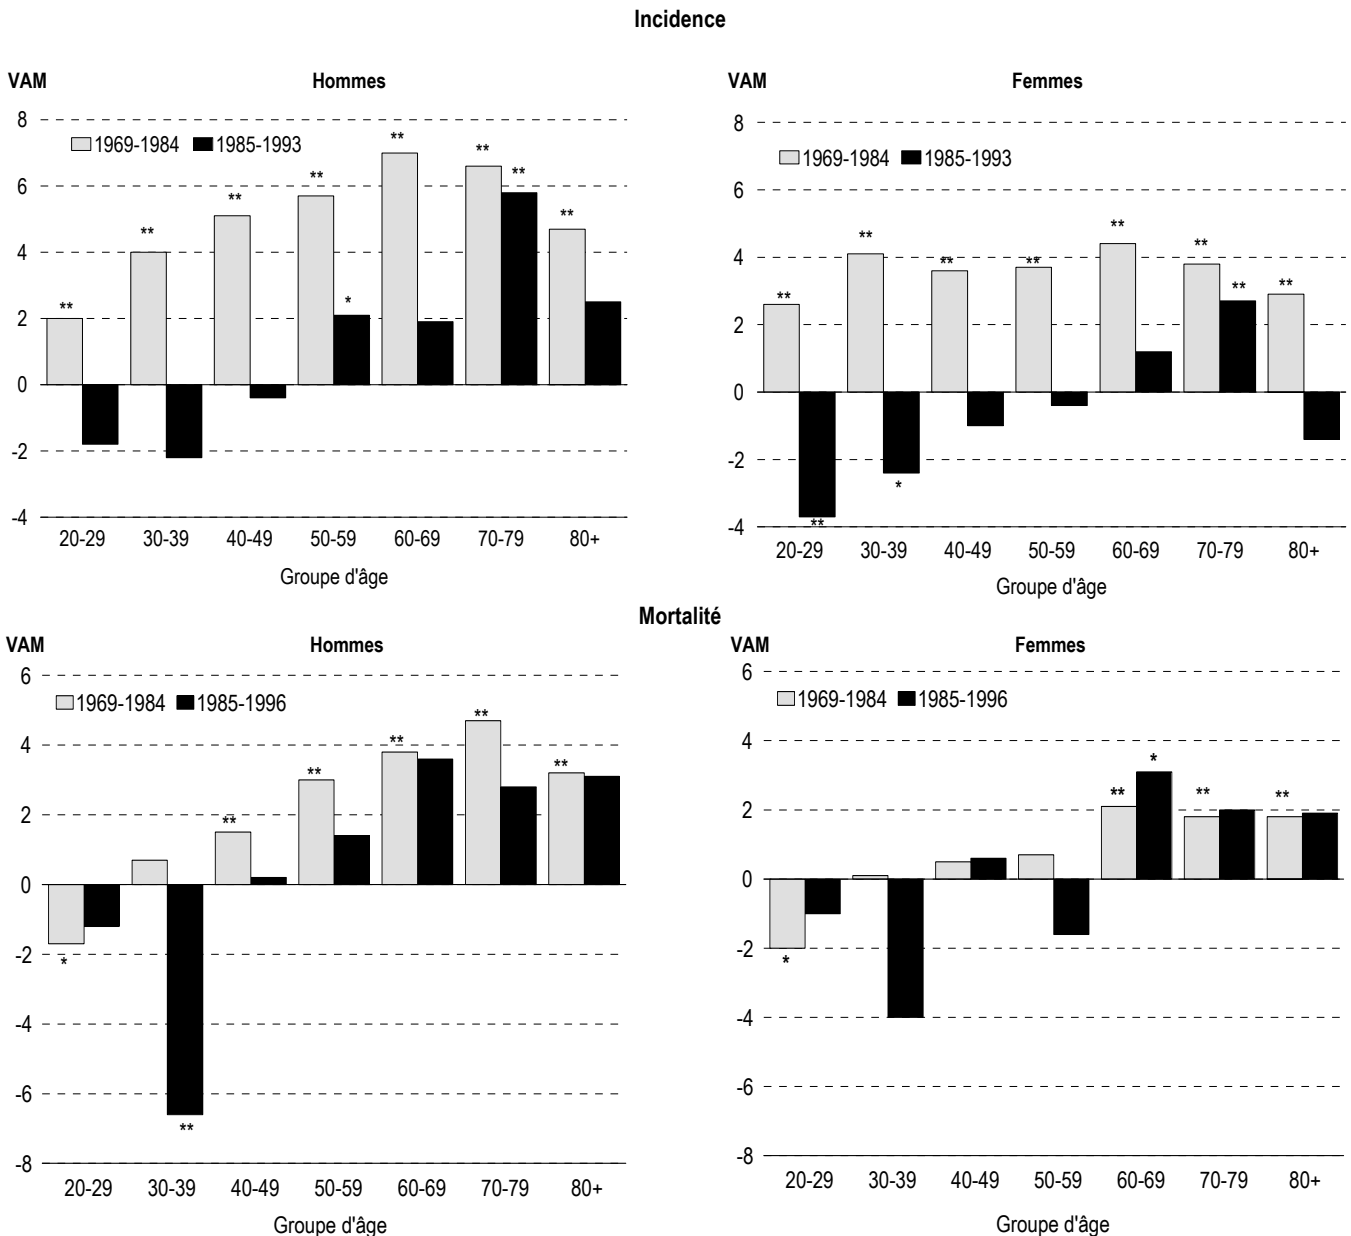 Incidence
VAM Hommes
1969-1984 1985-1993
8
6
4
2
0
-2
-4
** ** ** ** ** ** ** **
*
20-29 30-39 40-49 50-59 60-69 70-79 80+
Groupe d'âge
VAM Femmes
1969-1984 1985-1993
8
6
4
2
0
-2
-4
** ** ** ** ** ** ** **
*
**
20-29 30-39 40-49 50-59 60-69 70-79 80+
Groupe d'âge
Mortalité
VAM Hommes
1969-1984 1985-1996
6
4
2
0
-2
-4
-6
-8
** ** ** ** **
*
**
20-29 30-39 40-49 50-59 60-69 70-79 80+
Groupe d'âge
VAM Femmes
1969-1984 1985-1996
6
4
2
0
-2
-4
-6
-8
*
** ** **
*
20-29 30-39 40-49 50-59 60-69 70-79 80+
Groupe d'âge